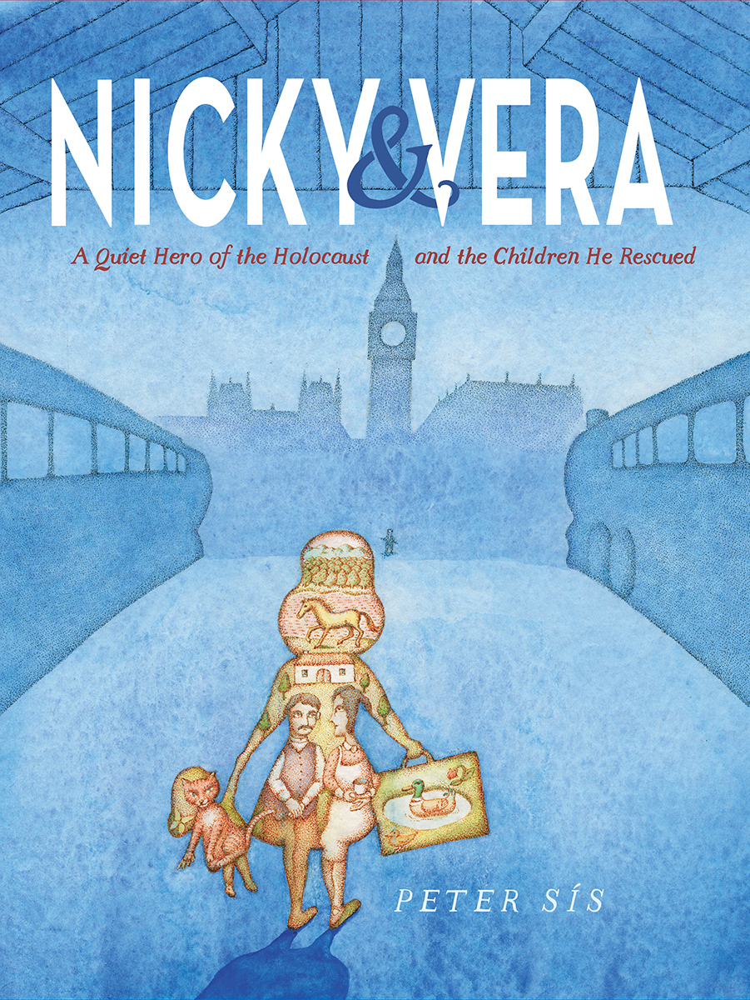 NICKY & VERA
A Quiet Hero of the Holocaust and the Children He Rescued
PETER SÍS